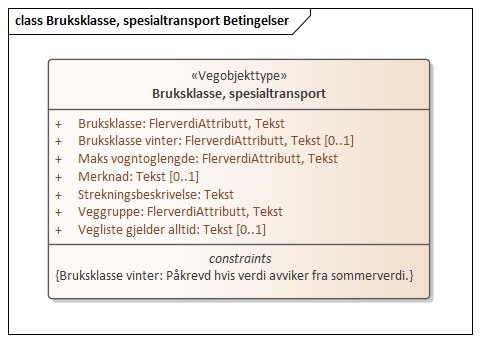 class Bruksklasse, spesialtransport Betingelser
«Vegobjekttype»
Bruksklasse, spesialtransport
+ Bruksklasse: FlerverdiAttributt, Tekst
+ Bruksklasse vinter: FlerverdiAttributt, Tekst [0..1]
+ Maks vogntoglengde: FlerverdiAttributt, Tekst
+ Merknad: Tekst [0..1]
+ Strekningsbeskrivelse: Tekst
+ Veggruppe: FlerverdiAttributt, Tekst
+ Vegliste gjelder alltid: Tekst [0..1]
constraints
{Bruksklasse vinter: Påkrevd hvis verdi avviker fra sommerverdi.}